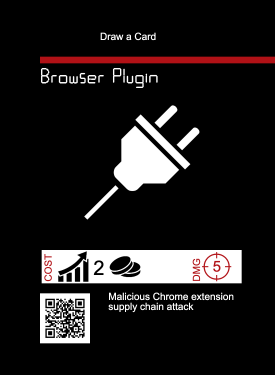 Draw a Card
Browser Plugin
COST
2
DMG
5
Malicious Chrome extension
supply chain attack